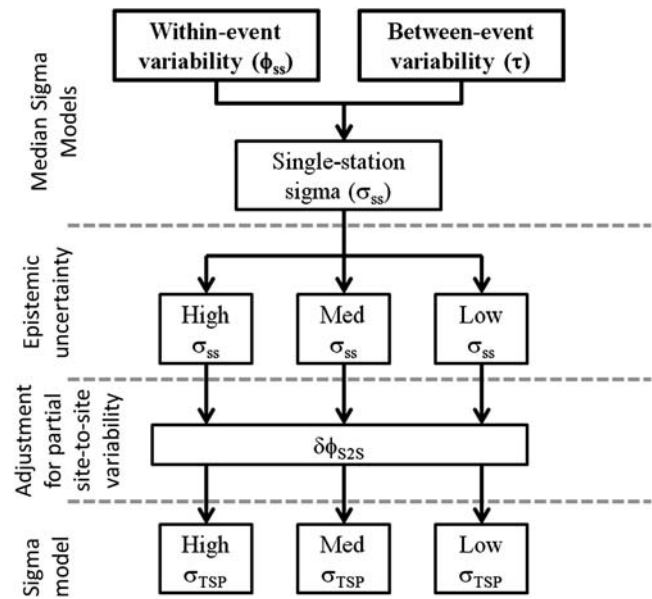 Median Sigma
Models
Within-event
variability (ϕss)
Between-event
variability (τ)
Single-station
sigma (σss)
Epistemic
uncertainty
High
σss
Med
σss
Low
σss
Adjustment
for partial
site-to-site
variability
δϕS2S
Sigma
model
High
σTSP
Med
σTSP
Low
σTSP